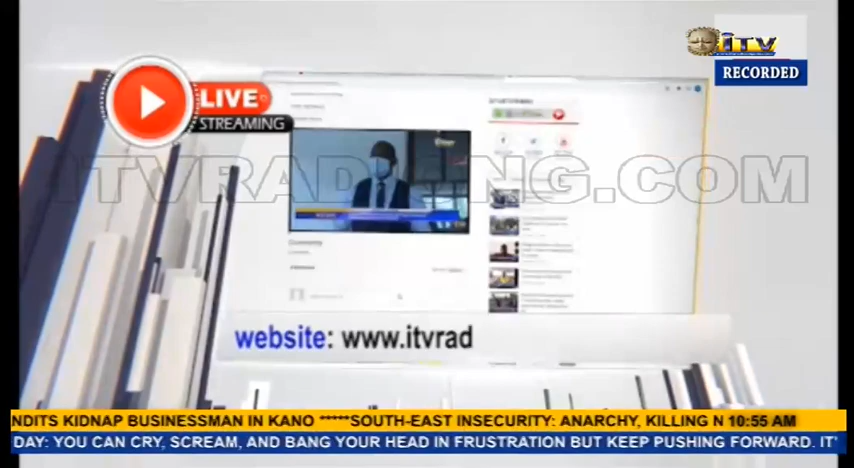 iTV
RECORDED
LIVE
STREAMING
ITVRADIONG.COM
website: www.itvrad
NDITS KIDNAP BUSINESSMAN IN KANO *****SOUTH-EAST INSECURITY: ANARCHY, KILLING N 10:55 AM
DAY: YOU CAN CRY, SCREAM, AND BANG YOUR HEAD IN FRUSTRATION BUT KEEP PUSHING FORWARD. IT'